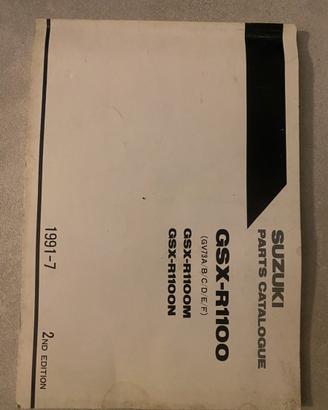 SUZUKI
PARTS CATALOGUE
GSX-R1100
(GV73A/B/C/D/E/F)
GSX-R1100M
GSX-R1100N
1991-7
2ND EDITION